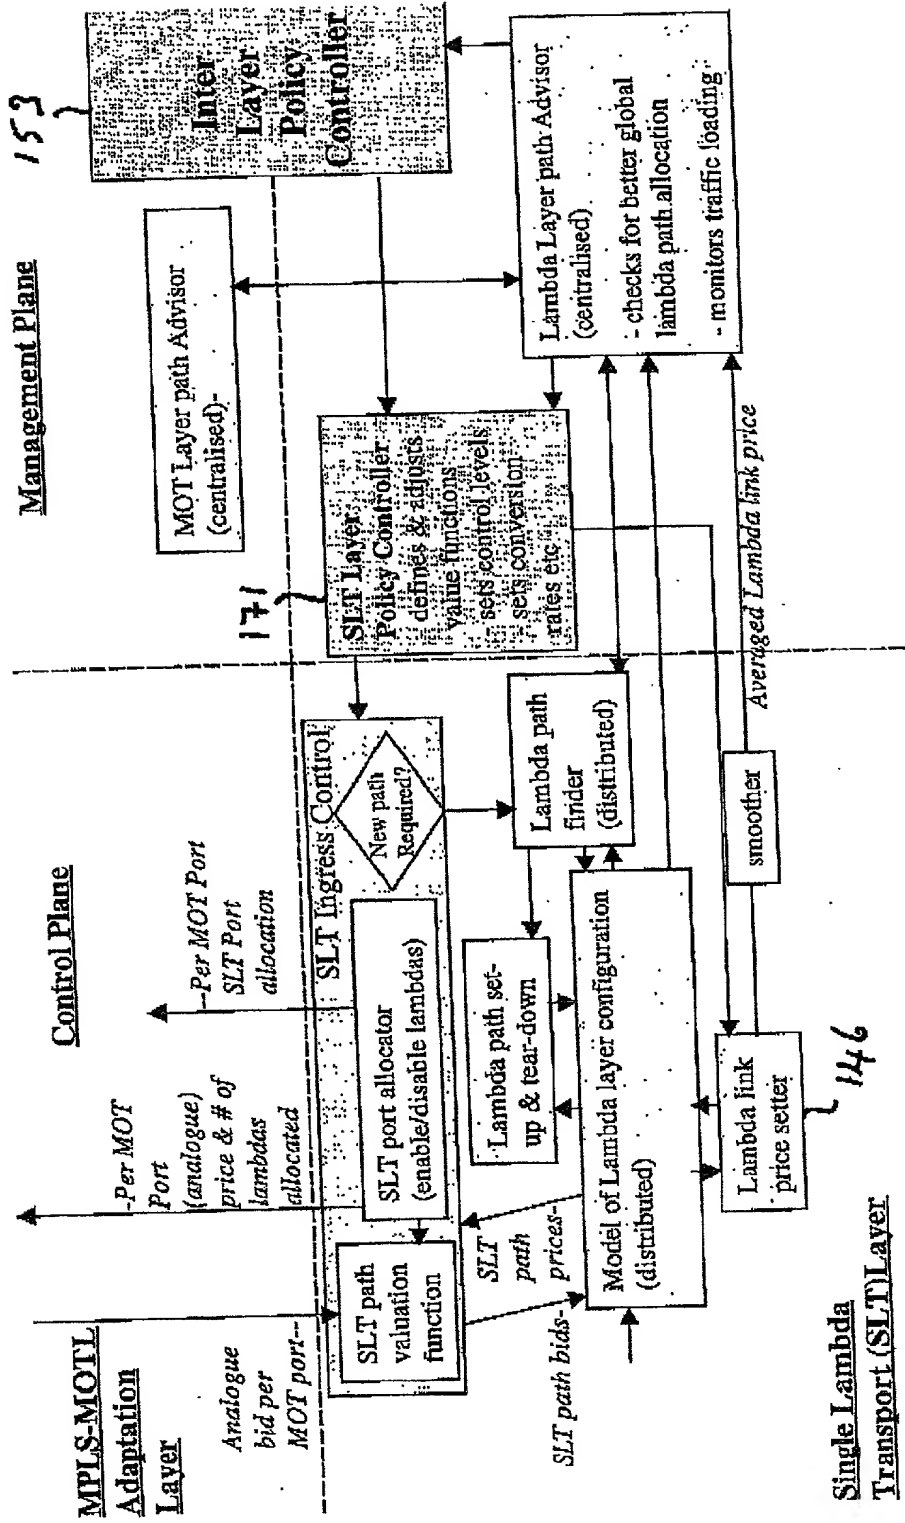 MPLS-MOTL
Adaptation
Layer
Control Plane
Management Plane
153
Analogue
bid per
MOT port--
-Per MOT
Port
(analogue)
price & # of
lambdas
allocated
--Per MOT Port
SLT Port
allocation
MOT Layer path Advisor
(centralised)-
Inter
Layer
Policy
Controller
171
SLT Ingress Control
SLT path
valuation
function
SLT port allocator
(enable/disable lambdas)
New path
Required?
SLT Layer
Policy Controller
defines & adjusts
value functions
sets control levels
sets conversion
rates etc
SLT path bids-
SLT
path
prices-
Lambda path set-
up & tear-down
Lambda path
finder
(distributed)
Lambda Layer path Advisor
(centralised)
- checks for better global
lambda path allocation
- monitors traffic loading
Model of Lambda layer configuration
(distributed)
Lambda link
price setter
146
smoother
Averaged Lambda link price
Single Lambda
Transport (SLT) Layer